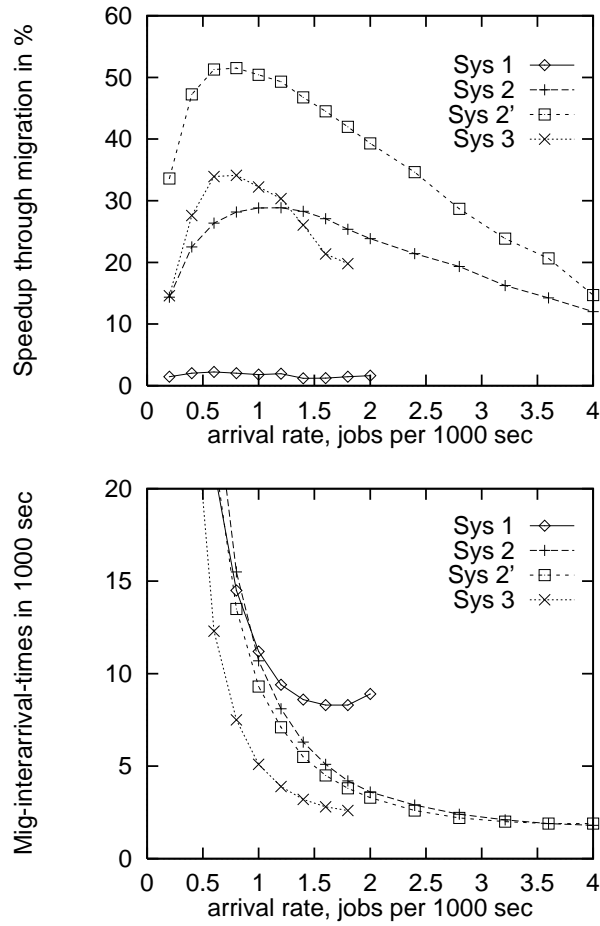 Speedup through migration in %
60
50
40
30
20
10
0
Sys 1
Sys 2
Sys 2'
Sys 3
0 0.5 1 1.5 2 2.5 3 3.5 4
arrival rate, jobs per 1000 sec
Mig-interarrival-times in 1000 sec
20
15
10
5
0
Sys 1
Sys 2
Sys 2'
Sys 3
0 0.5 1 1.5 2 2.5 3 3.5 4
arrival rate, jobs per 1000 sec